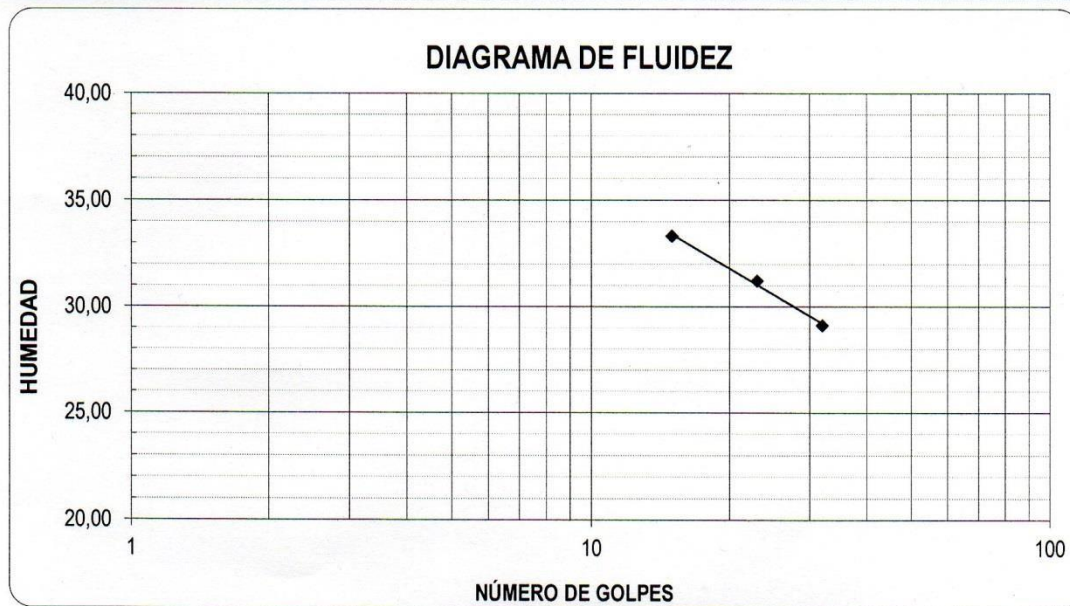 DIAGRAMA DE FLUIDEZ
40,00
35,00
30,00
25,00
20,00
HUMEDAD
1
10
100
NÚMERO DE GOLPES